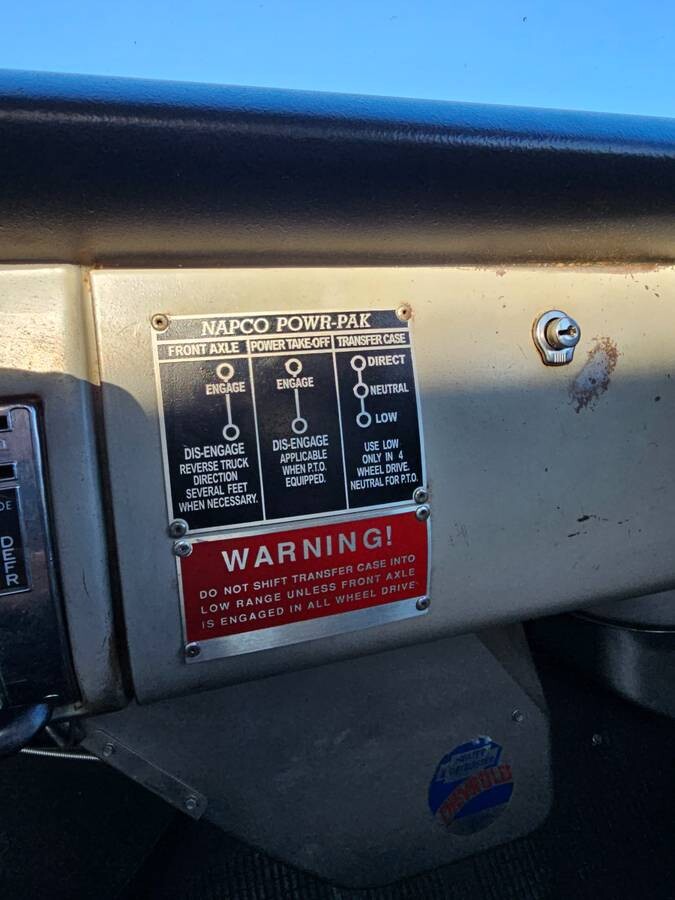 NAPCO POWR-PAK
FRONT AXLE
ENGAGE
DIS-ENGAGE
REVERSE TRUCK
DIRECTION
SEVERAL FEET
WHEN NECESSARY.
POWER TAKE-OFF
ENGAGE
DIS-ENGAGE
APPLICABLE
WHEN P.T.O.
EQUIPPED.
TRANSFER CASE
DIRECT
NEUTRAL
LOW
USE LOW
ONLY IN 4
WHEEL DRIVE.
NEUTRAL FOR P.T.O.
WARNING!
DO NOT SHIFT TRANSFER CASE INTO
LOW RANGE UNLESS FRONT AXLE
IS ENGAGED IN ALL WHEEL DRIVE
DE
DEFR
CHEVROLET